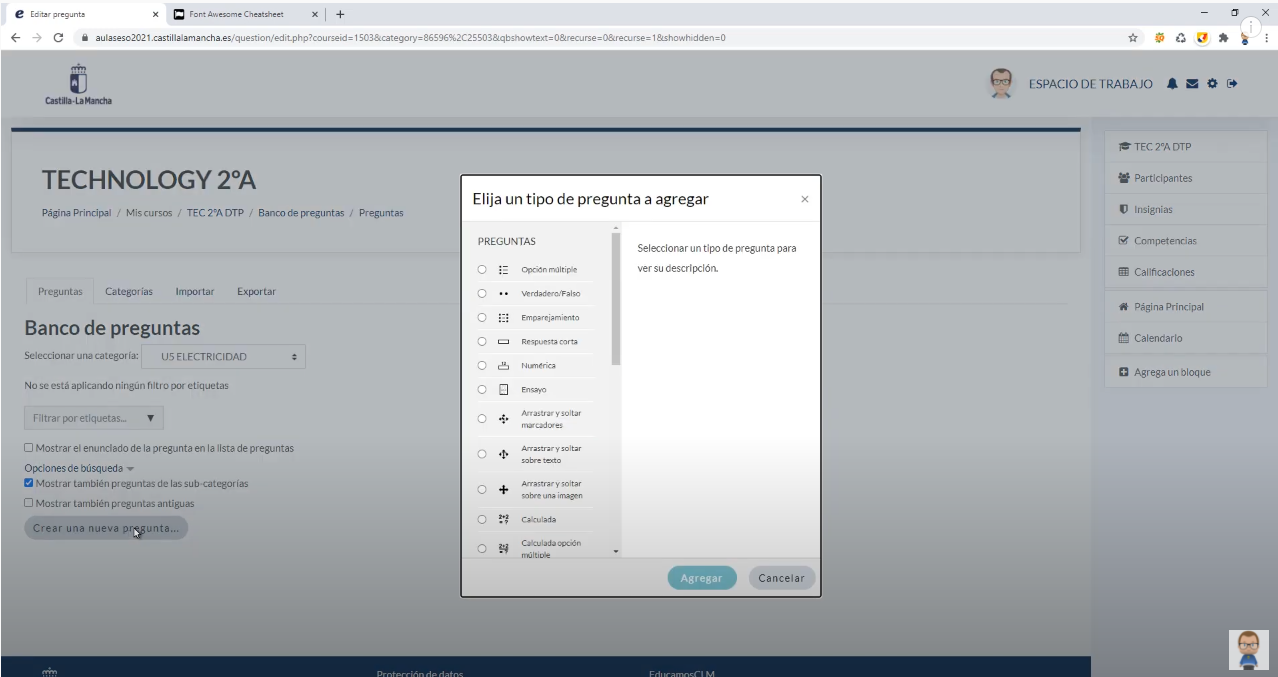 Editar pregunta
Font Awesome Cheatsheet
aulaseso2021.castillalamancha.es/question/edit.php?courseid=1503&category=86596%2C25503&qbshowtext=0&recurse=0&recurse=1&showhidden=0
Castilla-La Mancha
ESPACIO DE TRABAJO
TECHNOLOGY 2ºA
Página Principal / Mis cursos / TEC 2ºA DTP / Banco de preguntas / Preguntas
Preguntas Categorías Importar Exportar
Banco de preguntas
Seleccionar una categoría: U5 ELECTRICIDAD
No se está aplicando ningún filtro por etiquetas
Filtrar por etiquetas... ▼
Mostrar el enunciado de la pregunta en la lista de preguntas
Opciones de búsqueda
Mostrar también preguntas de las sub-categorías
Mostrar también preguntas antiguas
Crear una nueva pregunta...
Elija un tipo de pregunta a agregar
×
PREGUNTAS
Opción múltiple
Verdadero/Falso
Emparejamiento
Respuesta corta
Numérica
Ensayo
Arrastrar y soltar
marcadores
Arrastrar y soltar
sobre texto
Arrastrar y soltar
sobre una imagen
Calculada
Calculada opción
múltiple
Seleccionar un tipo de pregunta para
ver su descripción.
Agregar Cancelar
TEC 2ºA DTP
Participantes
Insignias
Competencias
Calificaciones
Página Principal
Calendario
Agrega un bloque
Protección de datos
EducamosCLM